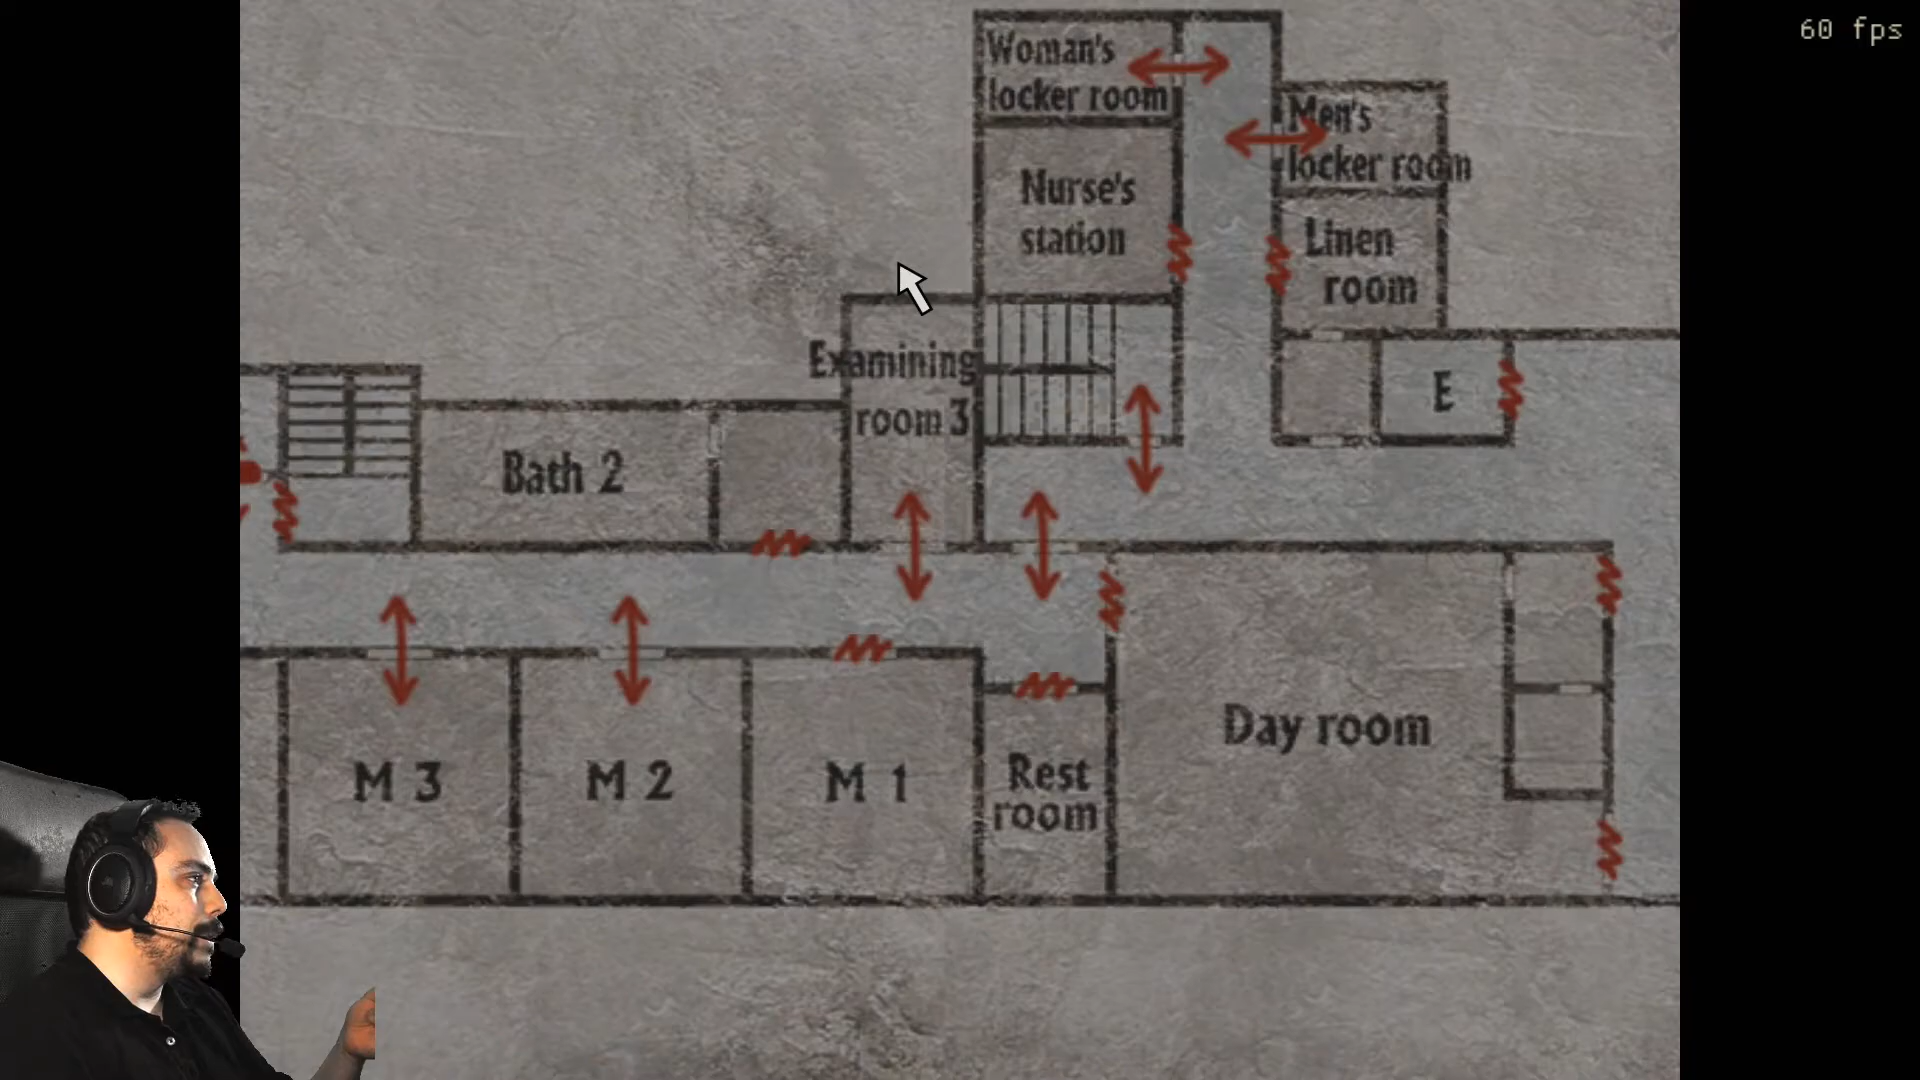 60 fps
Woman's
locker room
Men's
locker room
Nurse's
station
Linen
room
Examining
room 3
E
Bath 2
M 3
M 2
M 1
Rest
room
Day room